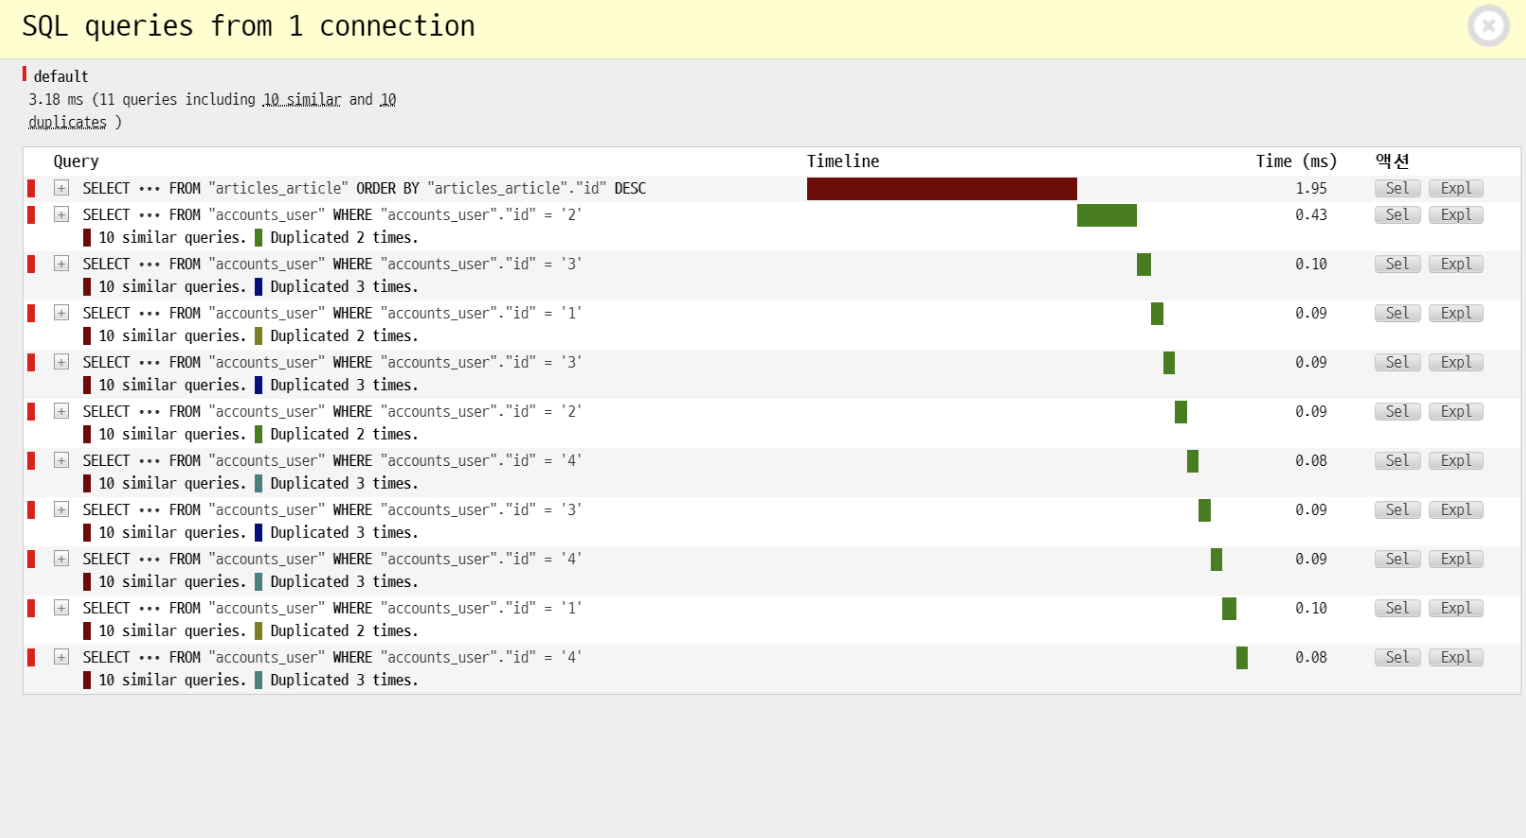 SQL queries from 1 connection
default
3.18 ms (11 queries including 10 similar and 10
duplicates )
Query Timeline Time (ms) 액션
+ SELECT ••• FROM "articles_article" ORDER BY "articles_article"."id" DESC 1.95 Sel Expl
+ SELECT ••• FROM "accounts_user" WHERE "accounts_user"."id" = '2' 0.43 Sel Expl
10 similar queries. Duplicated 2 times.
+ SELECT ••• FROM "accounts_user" WHERE "accounts_user"."id" = '3' 0.10 Sel Expl
10 similar queries. Duplicated 3 times.
+ SELECT ••• FROM "accounts_user" WHERE "accounts_user"."id" = '1' 0.09 Sel Expl
10 similar queries. Duplicated 2 times.
+ SELECT ••• FROM "accounts_user" WHERE "accounts_user"."id" = '3' 0.09 Sel Expl
10 similar queries. Duplicated 3 times.
+ SELECT ••• FROM "accounts_user" WHERE "accounts_user"."id" = '2' 0.09 Sel Expl
10 similar queries. Duplicated 2 times.
+ SELECT ••• FROM "accounts_user" WHERE "accounts_user"."id" = '4' 0.08 Sel Expl
10 similar queries. Duplicated 3 times.
+ SELECT ••• FROM "accounts_user" WHERE "accounts_user"."id" = '3' 0.09 Sel Expl
10 similar queries. Duplicated 3 times.
+ SELECT ••• FROM "accounts_user" WHERE "accounts_user"."id" = '4' 0.09 Sel Expl
10 similar queries. Duplicated 3 times.
+ SELECT ••• FROM "accounts_user" WHERE "accounts_user"."id" = '1' 0.10 Sel Expl
10 similar queries. Duplicated 2 times.
+ SELECT ••• FROM "accounts_user" WHERE "accounts_user"."id" = '4' 0.08 Sel Expl
10 similar queries. Duplicated 3 times.